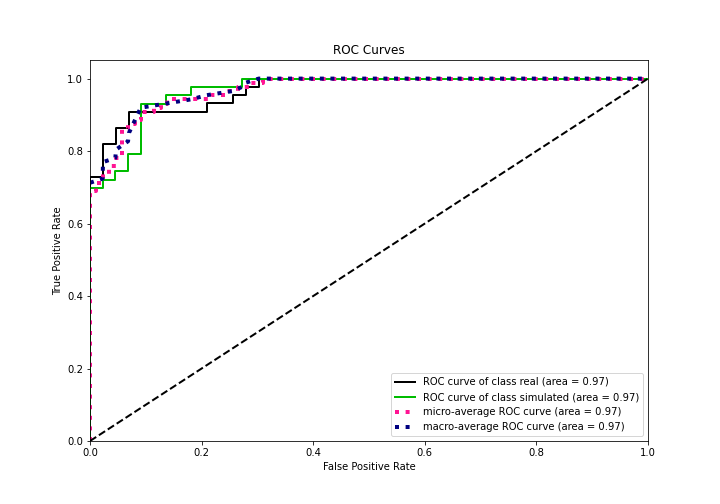 ROC Curves
True Positive Rate
1.0
0.8
0.6
0.4
0.2
0.0
0.0 0.2 0.4 0.6 0.8 1.0
False Positive Rate
ROC curve of class real (area = 0.97)
ROC curve of class simulated (area = 0.97)
micro-average ROC curve (area = 0.97)
macro-average ROC curve (area = 0.97)